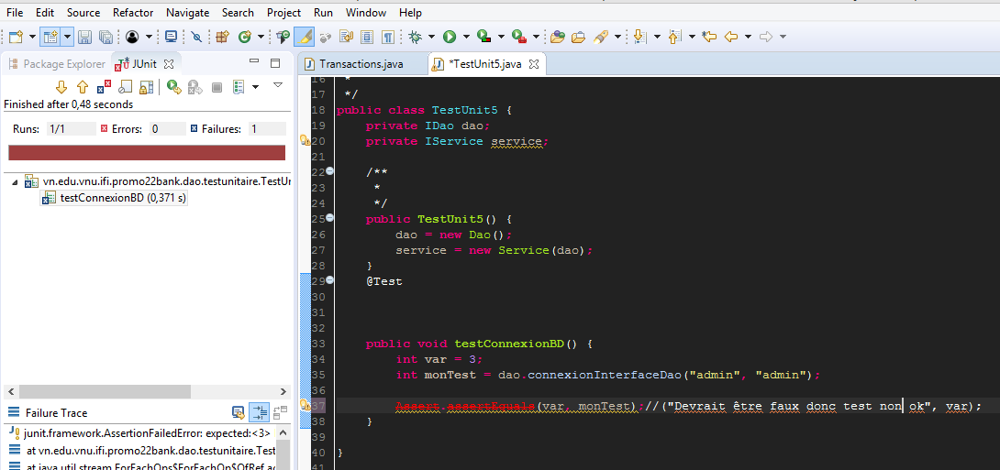 File Edit Source Refactor Navigate Search Project Run Window Help
Package Explorer JUnit
Finished after 0,48 seconds
Runs: 1/1 Errors: 0 Failures: 1
vn.edu.vnu.ifi.promo22bank.dao.testunitaire.TestUr
testConnexionBD (0,371 s)
Failure Trace
junit.framework.AssertionFailedError: expected:<3>
at vn.edu.vnu.ifi.promo22bank.dao.testunitaire.Test
at java.util.stream.ForEachOps$ForEachOp$OfRef.ac
Transactions.java *TestUnit5.java
16 *
17 */
18 public class TestUnit5 {
19 private IDao dao;
20 private IService service;
21
22 /**
23 *
24 */
25 public TestUnit5() {
26 dao = new Dao();
27 service = new Service(dao);
28 }
29 @Test
30
31
32
33 public void testConnexionBD() {
34 int var = 3;
35 int monTest = dao.connexionInterfaceDao("admin", "admin");
36
37 Assert.assertEquals(var, monTest);//("Devrait être faux donc test non ok", var);
38 }
39
40 }
41